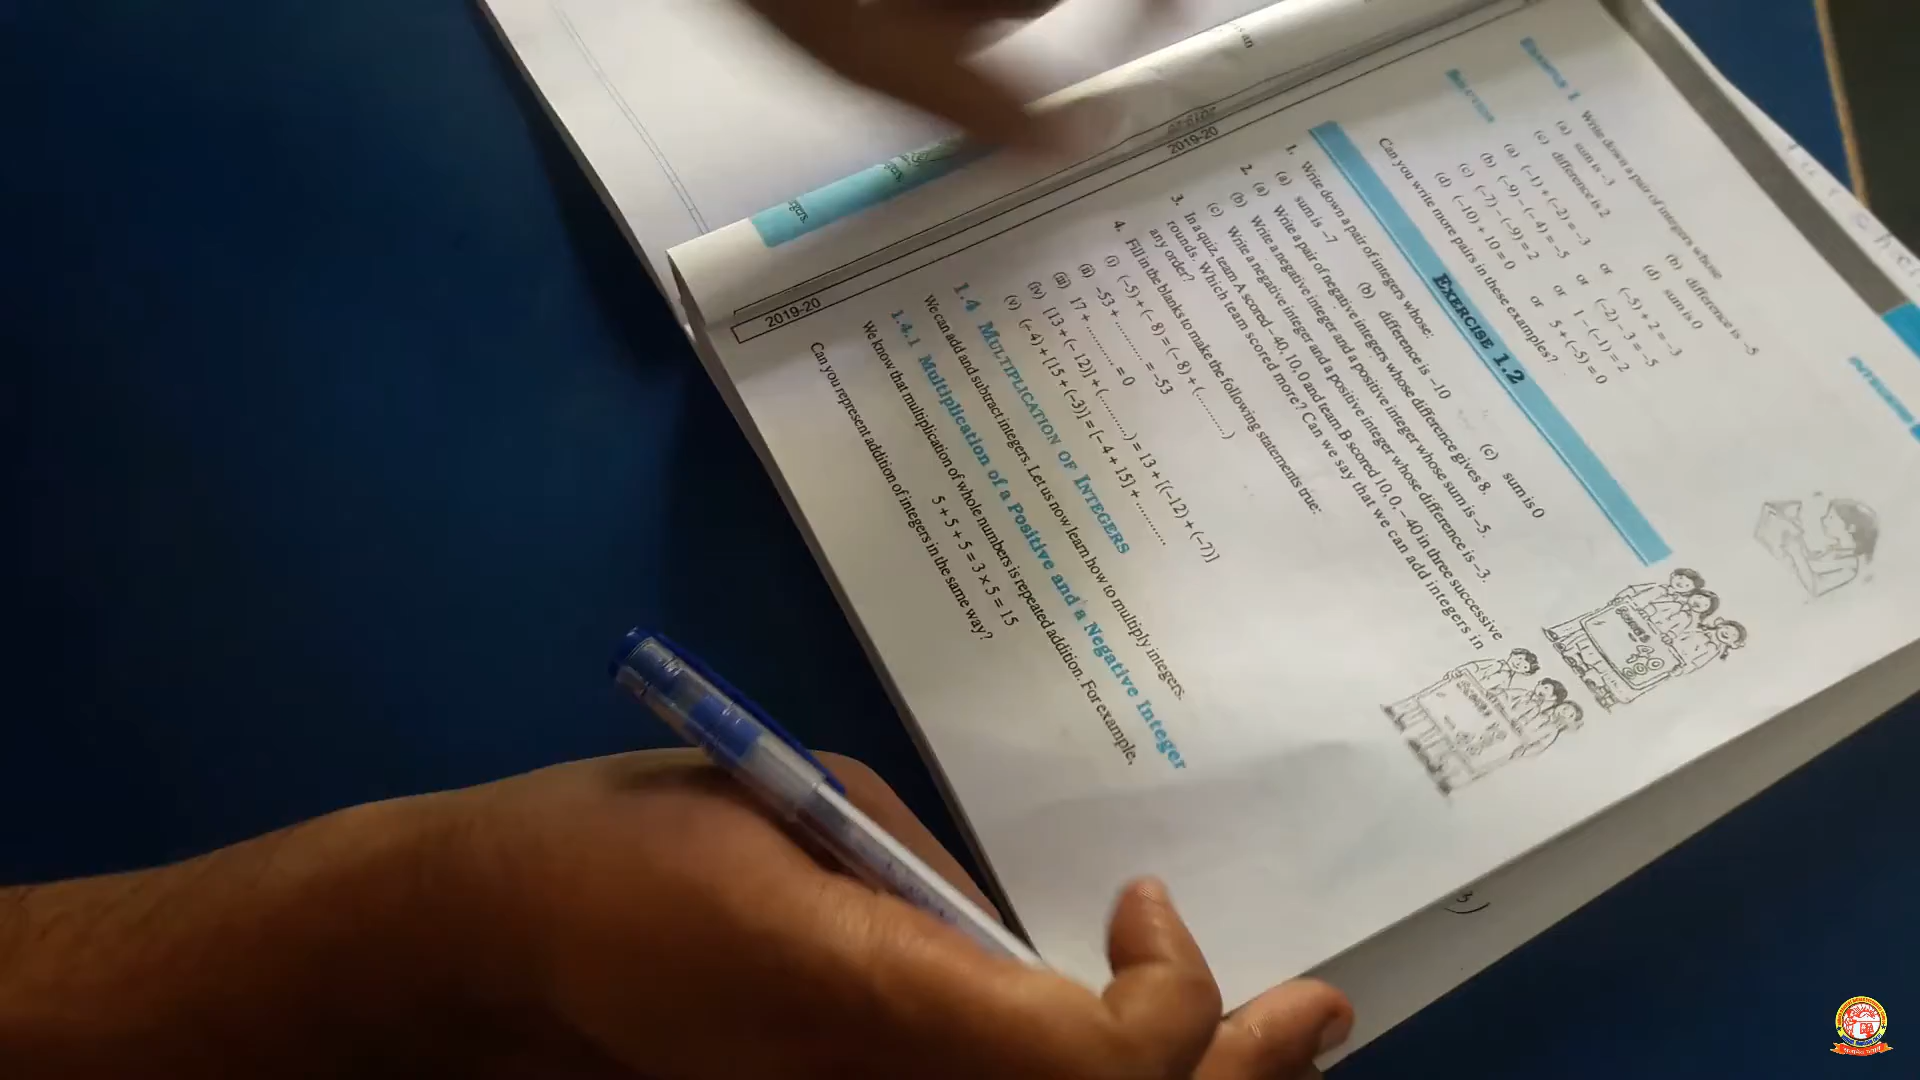 INTEGERS
EXAMPLE 1 Write down a pair of integers whose
(a) sum is –3 (b) difference is –5
(c) difference is 2 (d) sum is 0
SOLUTION
(a) (–1) + (–2) = –3 or (–5) + 2 = –3
(b) (–9) – (–4) = –5 or (–2) – 3 = –5
(c) (–7) – (–9) = 2 or 1 – (–1) = 2
(d) (–10) + 10 = 0 or 5 + (–5) = 0
Can you write more pairs in these examples?
EXERCISE 1.2
1. Write down a pair of integers whose:
(a) sum is –7 (b) difference is –10 (c) sum is 0
2. (a) Write a pair of negative integers whose difference gives 8.
(b) Write a negative integer and a positive integer whose sum is –5.
(c) Write a negative integer and a positive integer whose difference is –3.
3. In a quiz, team A scored – 40, 10, 0 and team B scored 10, 0, – 40 in three successive
rounds. Which team scored more? Can we say that we can add integers in
any order?
4. Fill in the blanks to make the following statements true:
(i) (–5) + (– 8) = (– 8) + (............)
(ii) –53 + ............ = –53
(iii) 17 + ............ = 0
(iv) [13 + (– 12)] + (............) = 13 + [(–12) + (–7)]
(v) (– 4) + [15 + (–3)] = [– 4 + 15] + ............
1.4 MULTIPLICATION OF INTEGERS
We can add and subtract integers. Let us now learn how to multiply integers.
1.4.1 Multiplication of a Positive and a Negative Integer
We know that multiplication of whole numbers is repeated addition. For example,
5 + 5 + 5 = 3 × 5 = 15
Can you represent addition of integers in the same way?
2019-20
2019-20